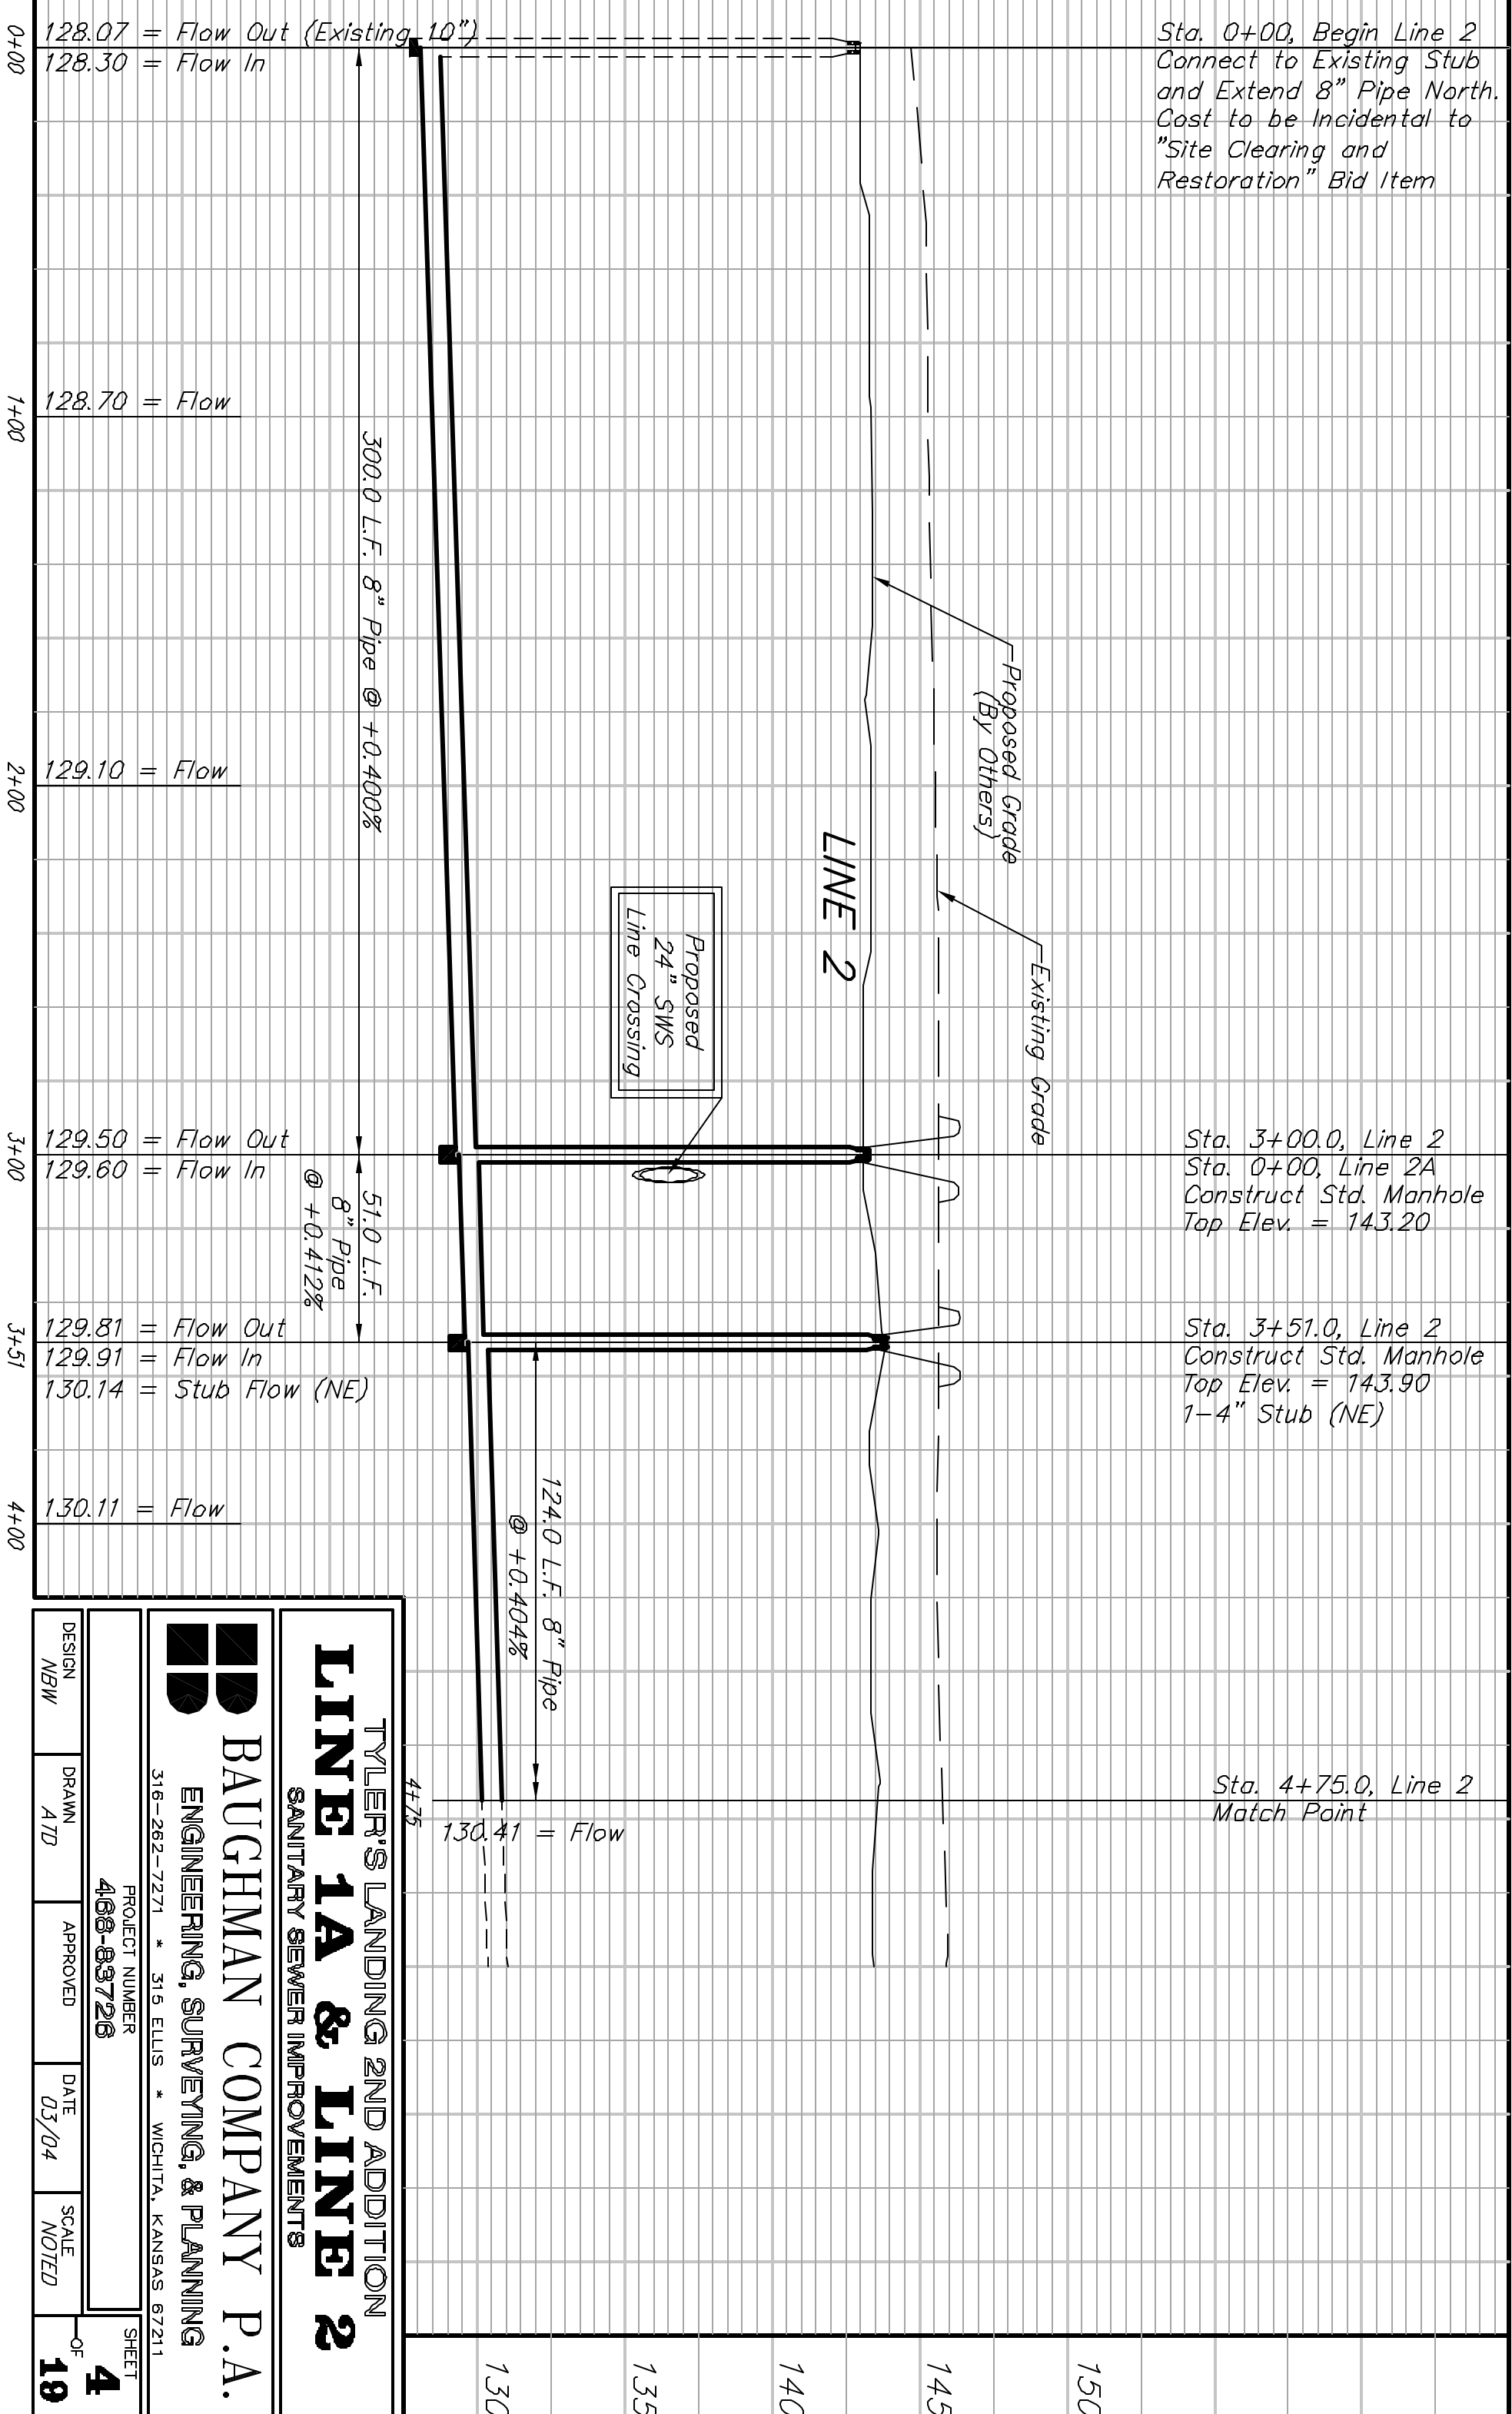 128.07 = Flow Out (Existing 10")
128.30 = Flow In
Sta. 0+00, Begin Line 2
Connect to Existing Stub
and Extend 8" Pipe North.
Cost to be Incidental to
"Site Clearing and
Restoration" Bid Item
0+00
128.70 = Flow
1+00
300.0 L.F. 8" Pipe @ +0.400%
129.10 = Flow
2+00
Proposed Grade
(By Others)
LINE 2
Existing Grade
Proposed
24" SWS
Line Crossing
129.50 = Flow Out
129.60 = Flow In
3+00
Sta. 3+00.0, Line 2
Sta. 0+00, Line 2A
Construct Std. Manhole
Top Elev. = 143.20
51.0 L.F.
8" Pipe
@ +0.412%
129.81 = Flow Out
129.91 = Flow In
130.14 = Stub Flow (NE)
3+51
Sta. 3+51.0, Line 2
Construct Std. Manhole
Top Elev. = 143.90
1-4" Stub (NE)
130.11 = Flow
4+00
124.0 L.F. 8" Pipe
@ +0.404%
4+75
130.41 = Flow
Sta. 4+75.0, Line 2
Match Point
150
145
140
135
130
TYLER'S LANDING 2ND ADDITION
LINE 1A & LINE 2
SANITARY SEWER IMPROVEMENTS
BAUGHMAN COMPANY P.A.
ENGINEERING, SURVEYING, & PLANNING
316-262-7271 * 315 ELLIS * WICHITA, KANSAS 67211
PROJECT NUMBER
468-83726
DESIGN
NBW
DRAWN
ATD
APPROVED
DATE
03/04
SCALE
NOTED
SHEET
4
OF
19